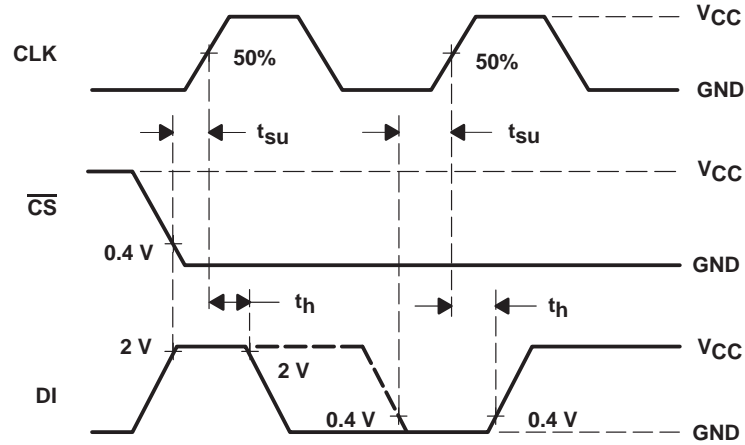 VCC
CLK
50%
50%
GND
tsu
tsu
VCC
CS
0.4 V
GND
th
th
2 V
2 V
VCC
DI
0.4 V
0.4 V
GND